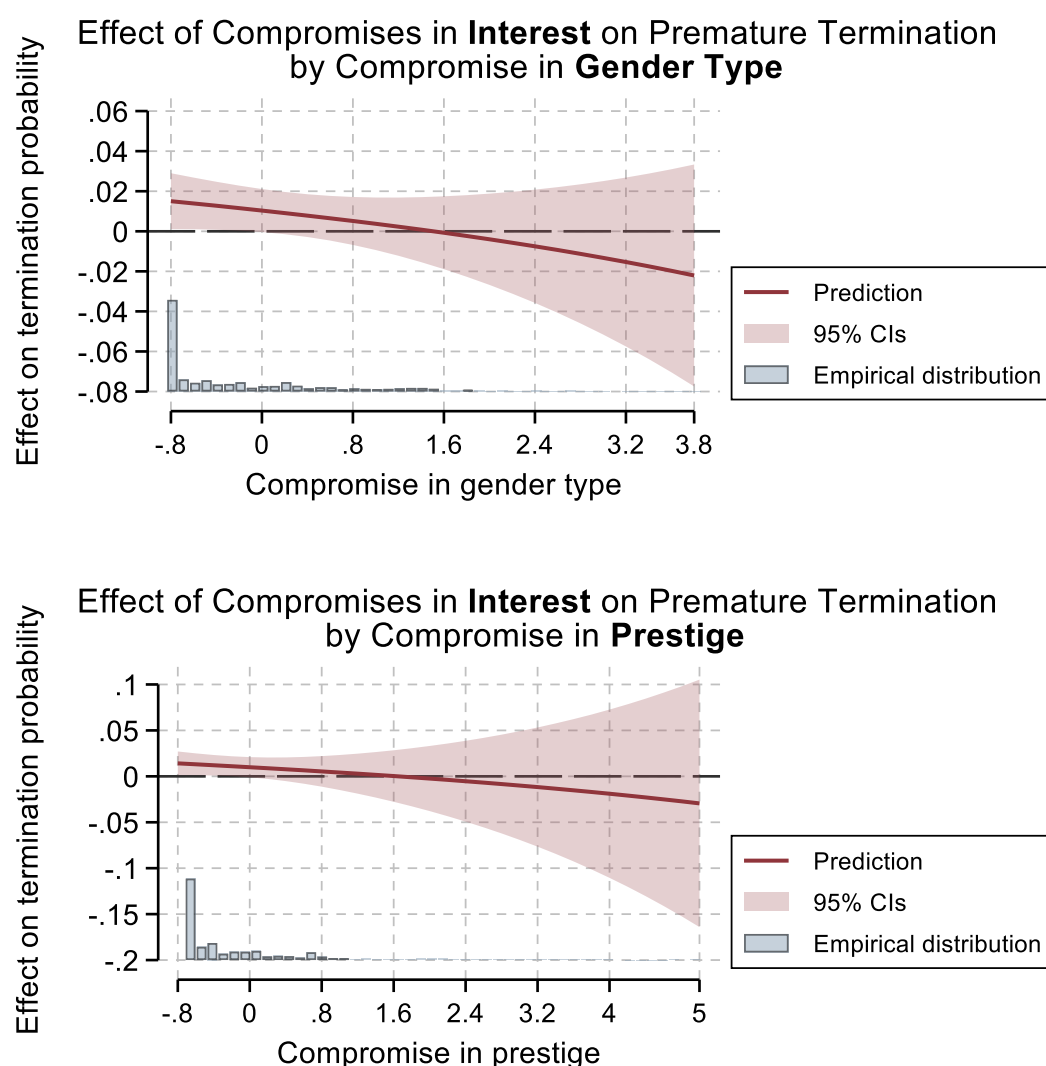 Effect of Compromises in Interest on Premature Termination
by Compromise in Gender Type
Effect on termination probability
.06
.04
.02
0
-.02
-.04
-.06
-.08
-.8 0 .8 1.6 2.4 3.2 3.8
Compromise in gender type
Prediction
95% CIs
Empirical distribution
Effect of Compromises in Interest on Premature Termination
by Compromise in Prestige
Effect on termination probability
.1
.05
0
-.05
-.1
-.15
-.2
-.8 0 .8 1.6 2.4 3.2 4 5
Compromise in prestige
Prediction
95% CIs
Empirical distribution